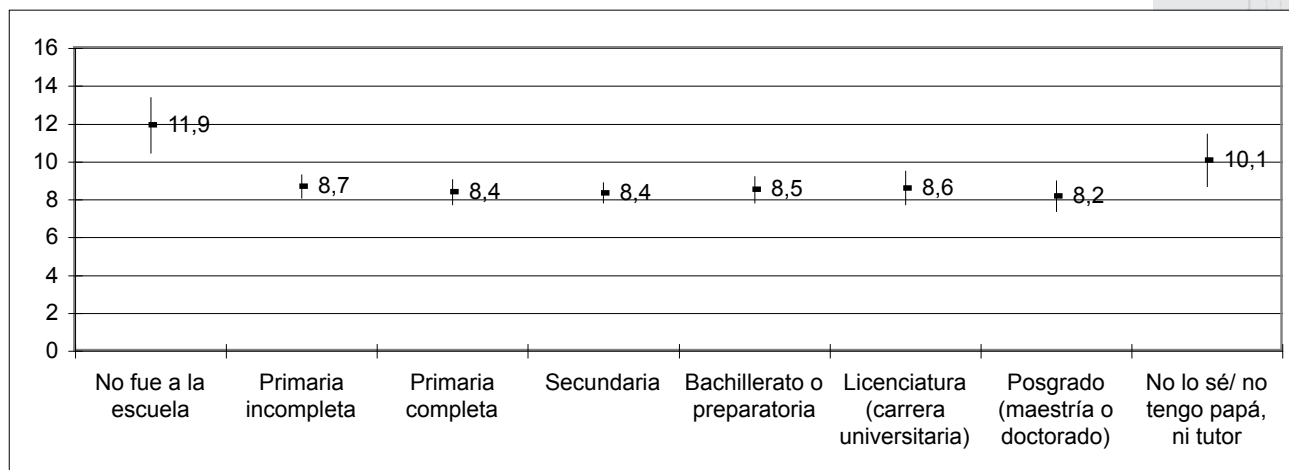 16
14
12
10
8
6
4
2
0
11,9
8,7
8,4
8,4
8,5
8,6
8,2
10,1
No fue a la
escuela
Primaria
incompleta
Primaria
completa
Secundaria
Bachillerato o
preparatoria
Licenciatura
(carrera
universitaria)
Posgrado
(maestría o
doctorado)
No lo sé/ no
tengo papá,
ni tutor